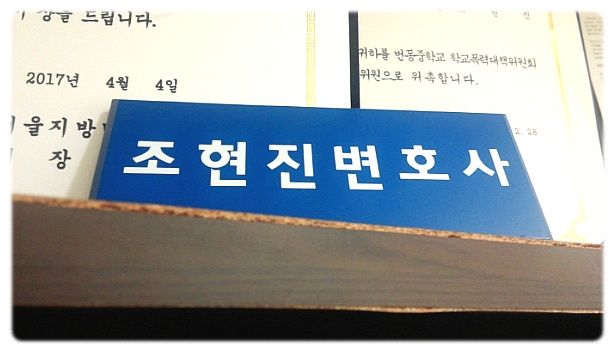 상을 드립니다.
2017년 4월 4일
울지방
장
귀하를 번동중학교 학교폭력대책위원회
위원으로 위촉합니다.
2. 28
조현진변호사